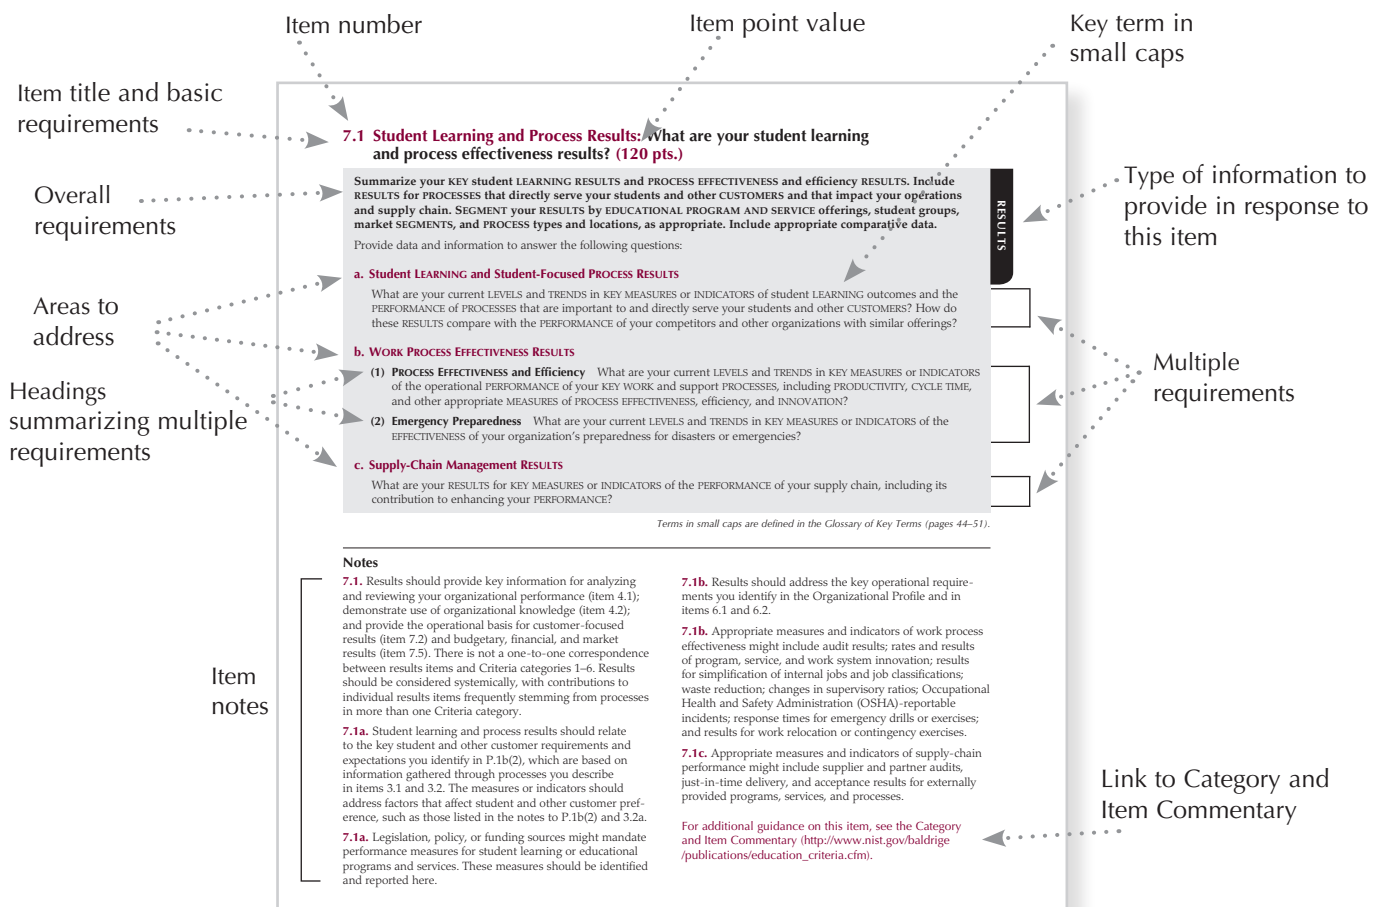 Item number
Item point value
Key term in
small caps
Item title and basic
requirements
7.1 Student Learning and Process Results: What are your student learning
and process effectiveness results? (120 pts.)
Overall
requirements
Summarize your KEY student LEARNING RESULTS and PROCESS EFFECTIVENESS and efficiency RESULTS. Include
RESULTS for PROCESSES that directly serve your students and other CUSTOMERS and that impact your operations
and supply chain. SEGMENT your RESULTS by EDUCATIONAL PROGRAM AND SERVICE offerings, student groups,
market SEGMENTS, and PROCESS types and locations, as appropriate. Include appropriate comparative data.
Provide data and information to answer the following questions:
RESULTS
Type of information to
provide in response to
this item
Areas to
address
a. Student LEARNING and Student-Focused PROCESS RESULTS
What are your current LEVELS and TRENDS in KEY MEASURES or INDICATORS of student LEARNING outcomes and the
PERFORMANCE of PROCESSES that are important to and directly serve your students and other CUSTOMERS? How do
these RESULTS compare with the PERFORMANCE of your competitors and other organizations with similar offerings?
b. WORK PROCESS EFFECTIVENESS RESULTS
Headings
summarizing multiple
requirements
(1) PROCESS EFFECTIVENESS and Efficiency What are your current LEVELS and TRENDS in KEY MEASURES or INDICATORS
of the operational PERFORMANCE of your KEY WORK and support PROCESSES, including PRODUCTIVITY, CYCLE TIME,
and other appropriate MEASURES of PROCESS EFFECTIVENESS, efficiency, and INNOVATION?
(2) Emergency Preparedness What are your current LEVELS and TRENDS in KEY MEASURES or INDICATORS of the
EFFECTIVENESS of your organization's preparedness for disasters or emergencies?
Multiple
requirements
c. Supply-Chain Management RESULTS
What are your RESULTS for KEY MEASURES or INDICATORS of the PERFORMANCE of your supply chain, including its
contribution to enhancing your PERFORMANCE?
Terms in small caps are defined in the Glossary of Key Terms (pages 44–51).
Item
notes
Notes
7.1. Results should provide key information for analyzing
and reviewing your organizational performance (item 4.1);
demonstrate use of organizational knowledge (item 4.2);
and provide the operational basis for customer-focused
results (item 7.2) and budgetary, financial, and market
results (item 7.5). There is not a one-to-one correspondence
between results items and Criteria categories 1–6. Results
should be considered systemically, with contributions to
individual results items frequently stemming from processes
in more than one Criteria category.
7.1a. Student learning and process results should relate
to the key student and other customer requirements and
expectations you identify in P.1b(2), which are based on
information gathered through processes you describe
in items 3.1 and 3.2. The measures or indicators should
address factors that affect student and other customer pref-
erence, such as those listed in the notes to P.1b(2) and 3.2a.
7.1a. Legislation, policy, or funding sources might mandate
performance measures for student learning or educational
programs and services. These measures should be identified
and reported here.
7.1b. Results should address the key operational require-
ments you identify in the Organizational Profile and in
items 6.1 and 6.2.
7.1b. Appropriate measures and indicators of work process
effectiveness might include audit results; rates and results
of program, service, and work system innovation; results
for simplification of internal jobs and job classifications;
waste reduction; changes in supervisory ratios; Occupational
Health and Safety Administration (OSHA)-reportable
incidents; response times for emergency drills or exercises;
and results for work relocation or contingency exercises.
7.1c. Appropriate measures and indicators of supply-chain
performance might include supplier and partner audits,
just-in-time delivery, and acceptance results for externally
provided programs, services, and processes.
For additional guidance on this item, see the Category
and Item Commentary (http://www.nist.gov/baldrige
/publications/education_criteria.cfm).
Link to Category and
Item Commentary